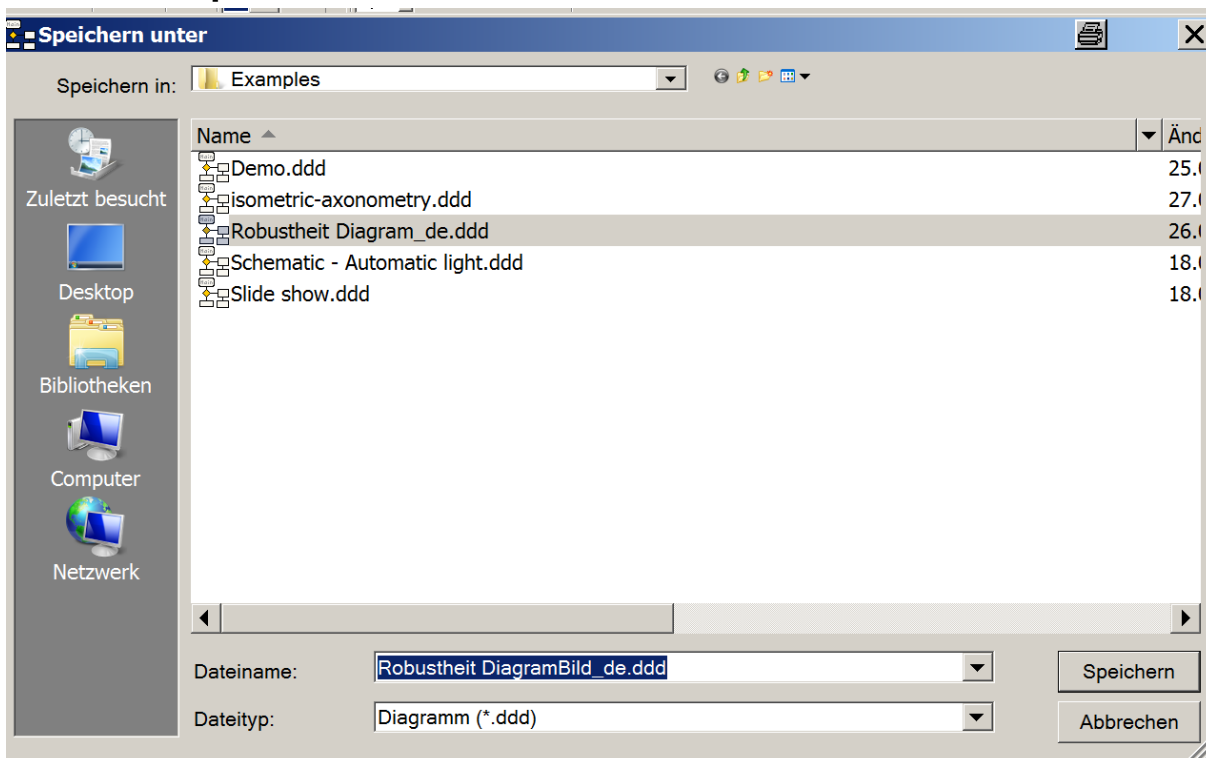 Speichern unter
Speichern in: Examples
Name Änd
Demo.ddd 25.
isometric-axonometry.ddd 27.
Robustheit Diagram_de.ddd 26.
Schematic - Automatic light.ddd 18.
Slide show.ddd 18.
Zuletzt besucht
Desktop
Bibliotheken
Computer
Netzwerk
Dateiname: Robustheit DiagramBild_de.ddd Speichern
Dateityp: Diagramm (*.ddd) Abbrechen